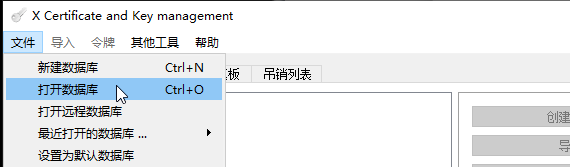 X Certificate and Key management
文件 导入 令牌 其他工具 帮助
新建数据库 Ctrl+N
打开数据库 Ctrl+O
打开远程数据库
最近打开的数据库 ...
设置为默认数据库
板 吊销列表
创建
导